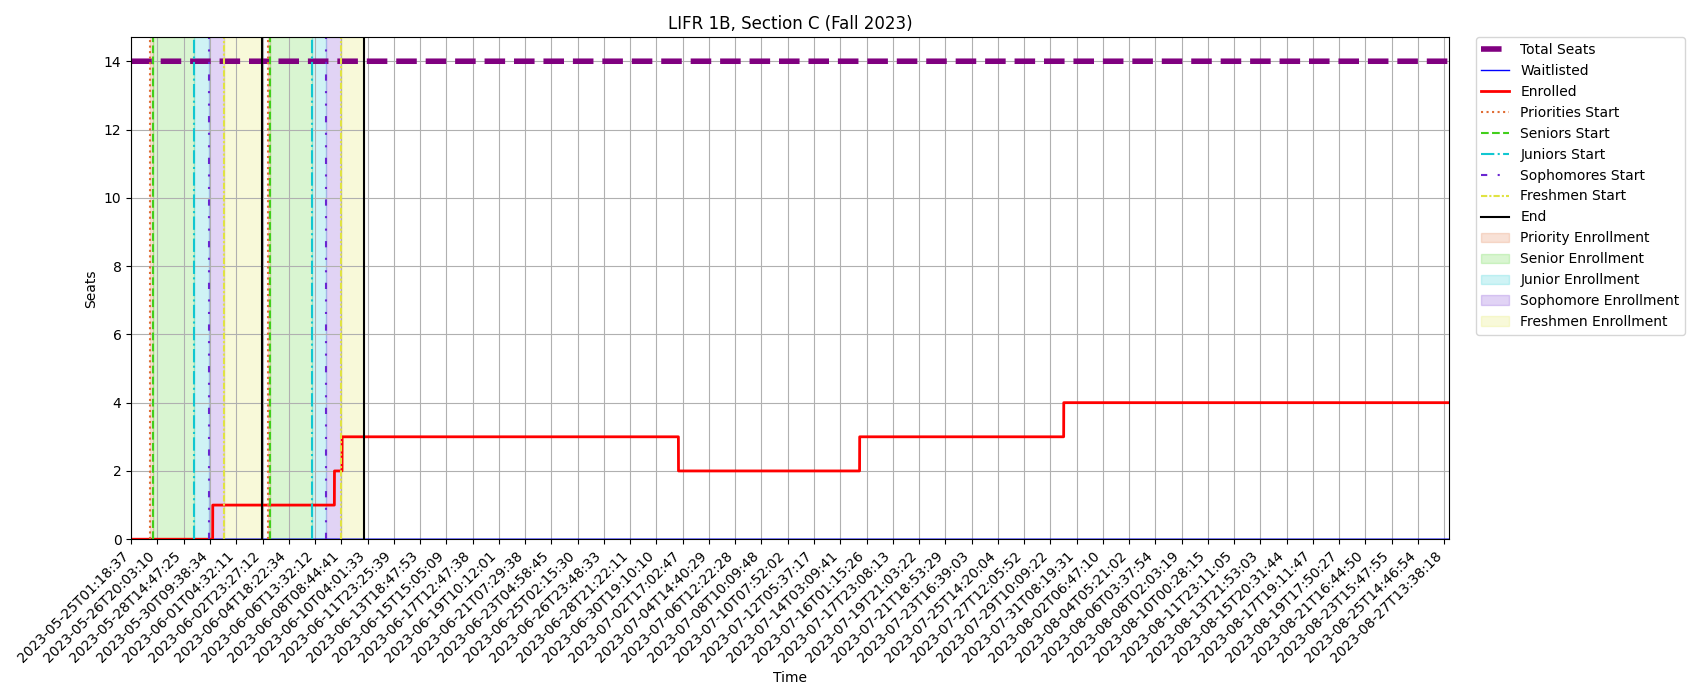 LIFR 1B, Section C (Fall 2023)
Seats
14
12
10
8
6
4
2
0
2023-05-25T01:18:37
2023-05-26T20:03:10
2023-05-28T14:47:25
2023-05-30T09:38:34
2023-06-01T04:32:11
2023-06-02T23:27:12
2023-06-04T18:22:34
2023-06-06T13:32:12
2023-06-08T08:44:41
2023-06-10T04:01:33
2023-06-11T23:25:39
2023-06-13T18:47:53
2023-06-15T15:05:09
2023-06-17T12:47:38
2023-06-19T10:12:01
2023-06-21T07:29:38
2023-06-23T04:58:45
2023-06-25T02:15:30
2023-06-26T23:48:33
2023-06-28T21:22:11
2023-06-30T19:10:10
2023-07-02T17:02:47
2023-07-04T14:40:29
2023-07-06T12:22:28
2023-07-08T10:09:48
2023-07-10T07:52:02
2023-07-12T05:37:17
2023-07-14T03:09:41
2023-07-16T01:15:26
2023-07-17T23:08:13
2023-07-19T21:03:22
2023-07-21T18:53:29
2023-07-23T16:39:03
2023-07-25T14:20:04
2023-07-27T12:05:52
2023-07-29T10:09:22
2023-07-31T08:19:31
2023-08-02T06:47:10
2023-08-04T05:21:02
2023-08-06T03:37:54
2023-08-08T02:03:19
2023-08-10T00:28:15
2023-08-11T23:11:05
2023-08-13T21:53:03
2023-08-15T20:31:44
2023-08-17T19:11:47
2023-08-19T17:50:27
2023-08-21T16:44:50
2023-08-23T15:47:55
2023-08-25T14:46:54
2023-08-27T13:38:18
Time
Total Seats
Waitlisted
Enrolled
Priorities Start
Seniors Start
Juniors Start
Sophomores Start
Freshmen Start
End
Priority Enrollment
Senior Enrollment
Junior Enrollment
Sophomore Enrollment
Freshmen Enrollment